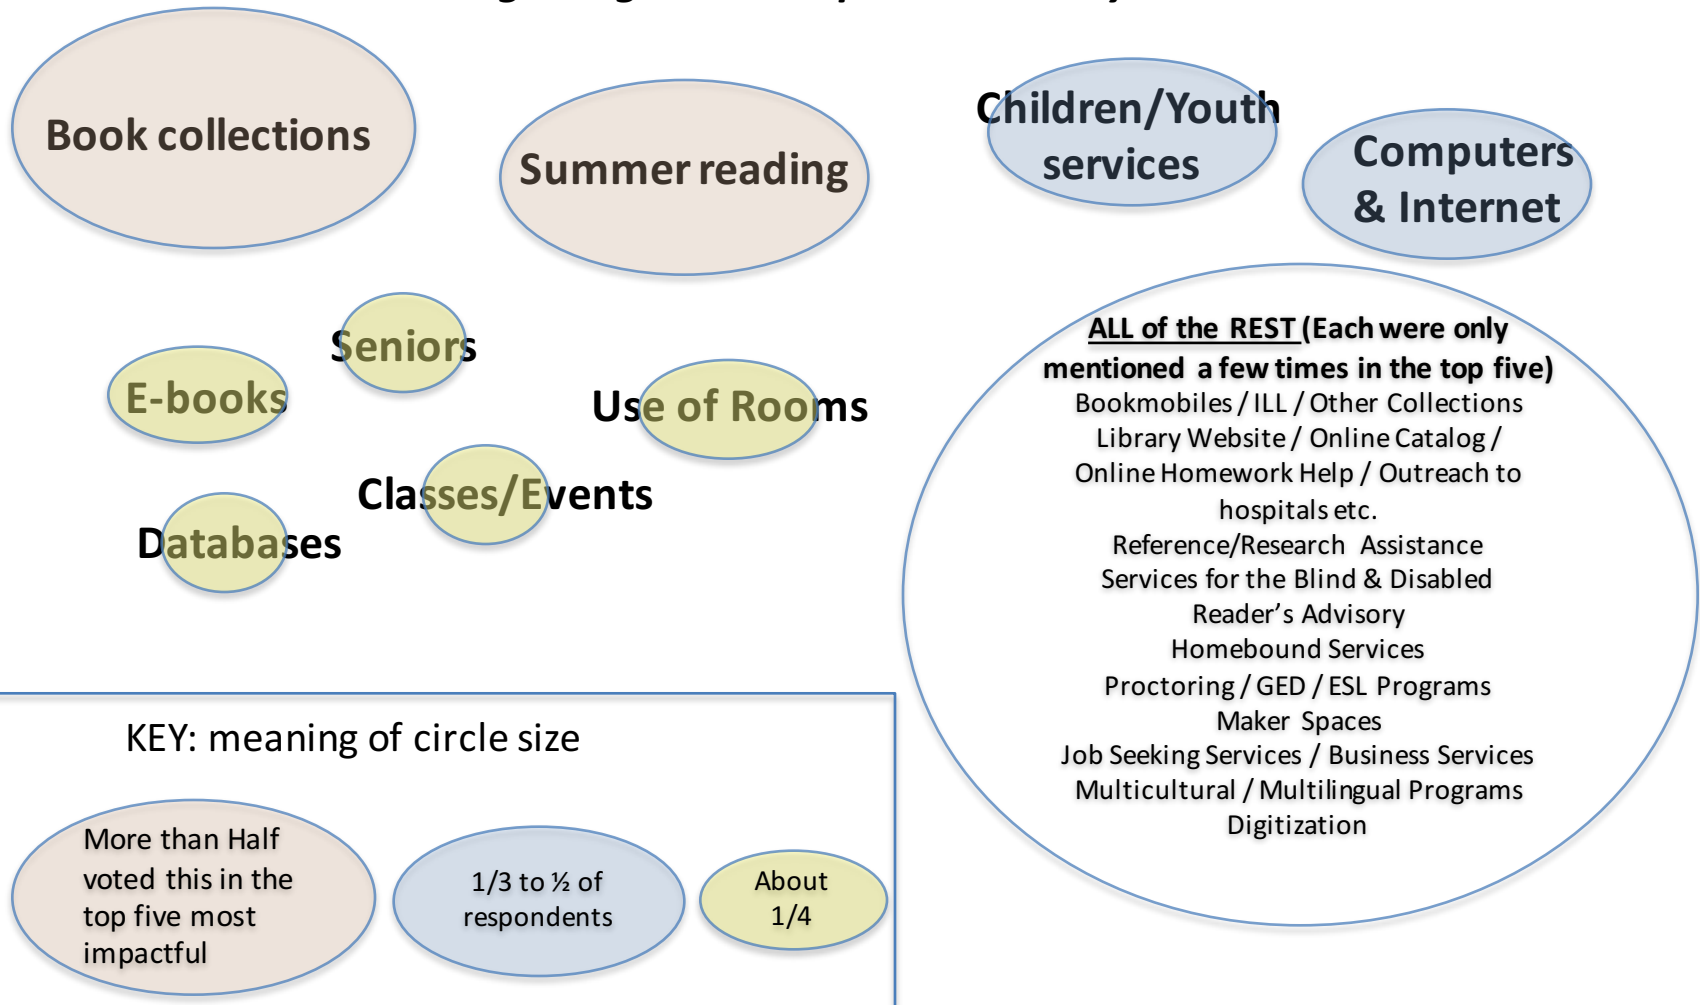 Book collections
Summer reading
Children/Youth
services
Computers
& Internet
Seniors
E-books
Use of Rooms
Classes/Events
Databases
ALL of the REST (Each were only
mentioned a few times in the top five)
Bookmobiles / ILL / Other Collections
Library Website / Online Catalog /
Online Homework Help / Outreach to
hospitals etc.
Reference/Research Assistance
Services for the Blind & Disabled
Reader’s Advisory
Homebound Services
Proctoring / GED / ESL Programs
Maker Spaces
Job Seeking Services / Business Services
Multicultural / Multilingual Programs
Digitization
KEY: meaning of circle size
More than Half
voted this in the
top five most
impactful
1/3 to ½ of
respondents
About
1/4